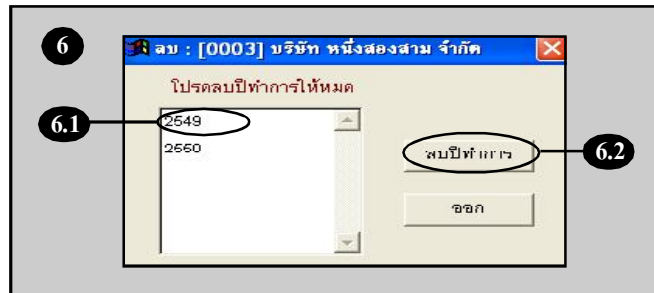 6
ลบ : [0003] บริษัท หนึ่งสองสาม จำกัด
โปรดลบปีทำการให้หมด
6.1
2549
2550
ลบปีทำการ
6.2
ออก